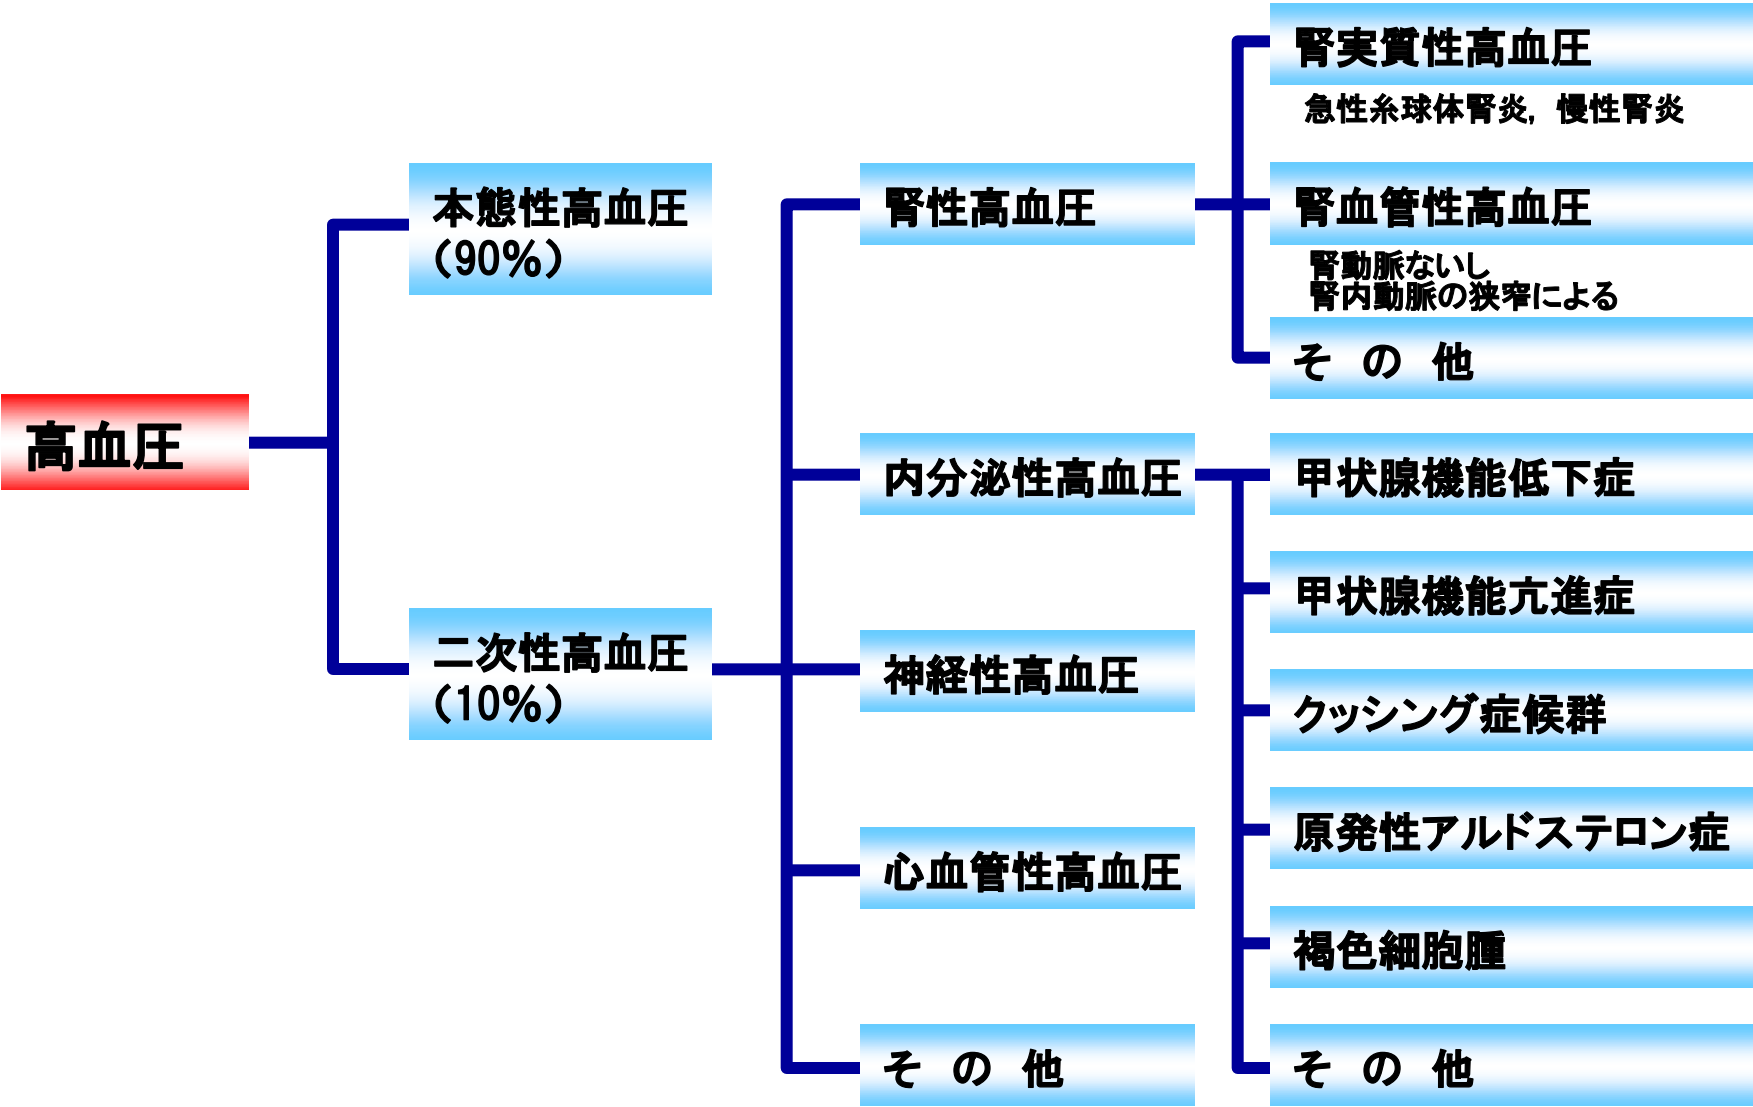 高血圧
本態性高血圧
（90％）
二次性高血圧
（10％）
腎性高血圧
内分泌性高血圧
神経性高血圧
心血管性高血圧
そ　の　他
腎実質性高血圧
急性糸球体腎炎，慢性腎炎
腎血管性高血圧
腎動脈ないし
腎内動脈の狭窄による
そ　の　他
甲状腺機能低下症
甲状腺機能亢進症
クッシング症候群
原発性アルドステロン症
褐色細胞腫
そ　の　他